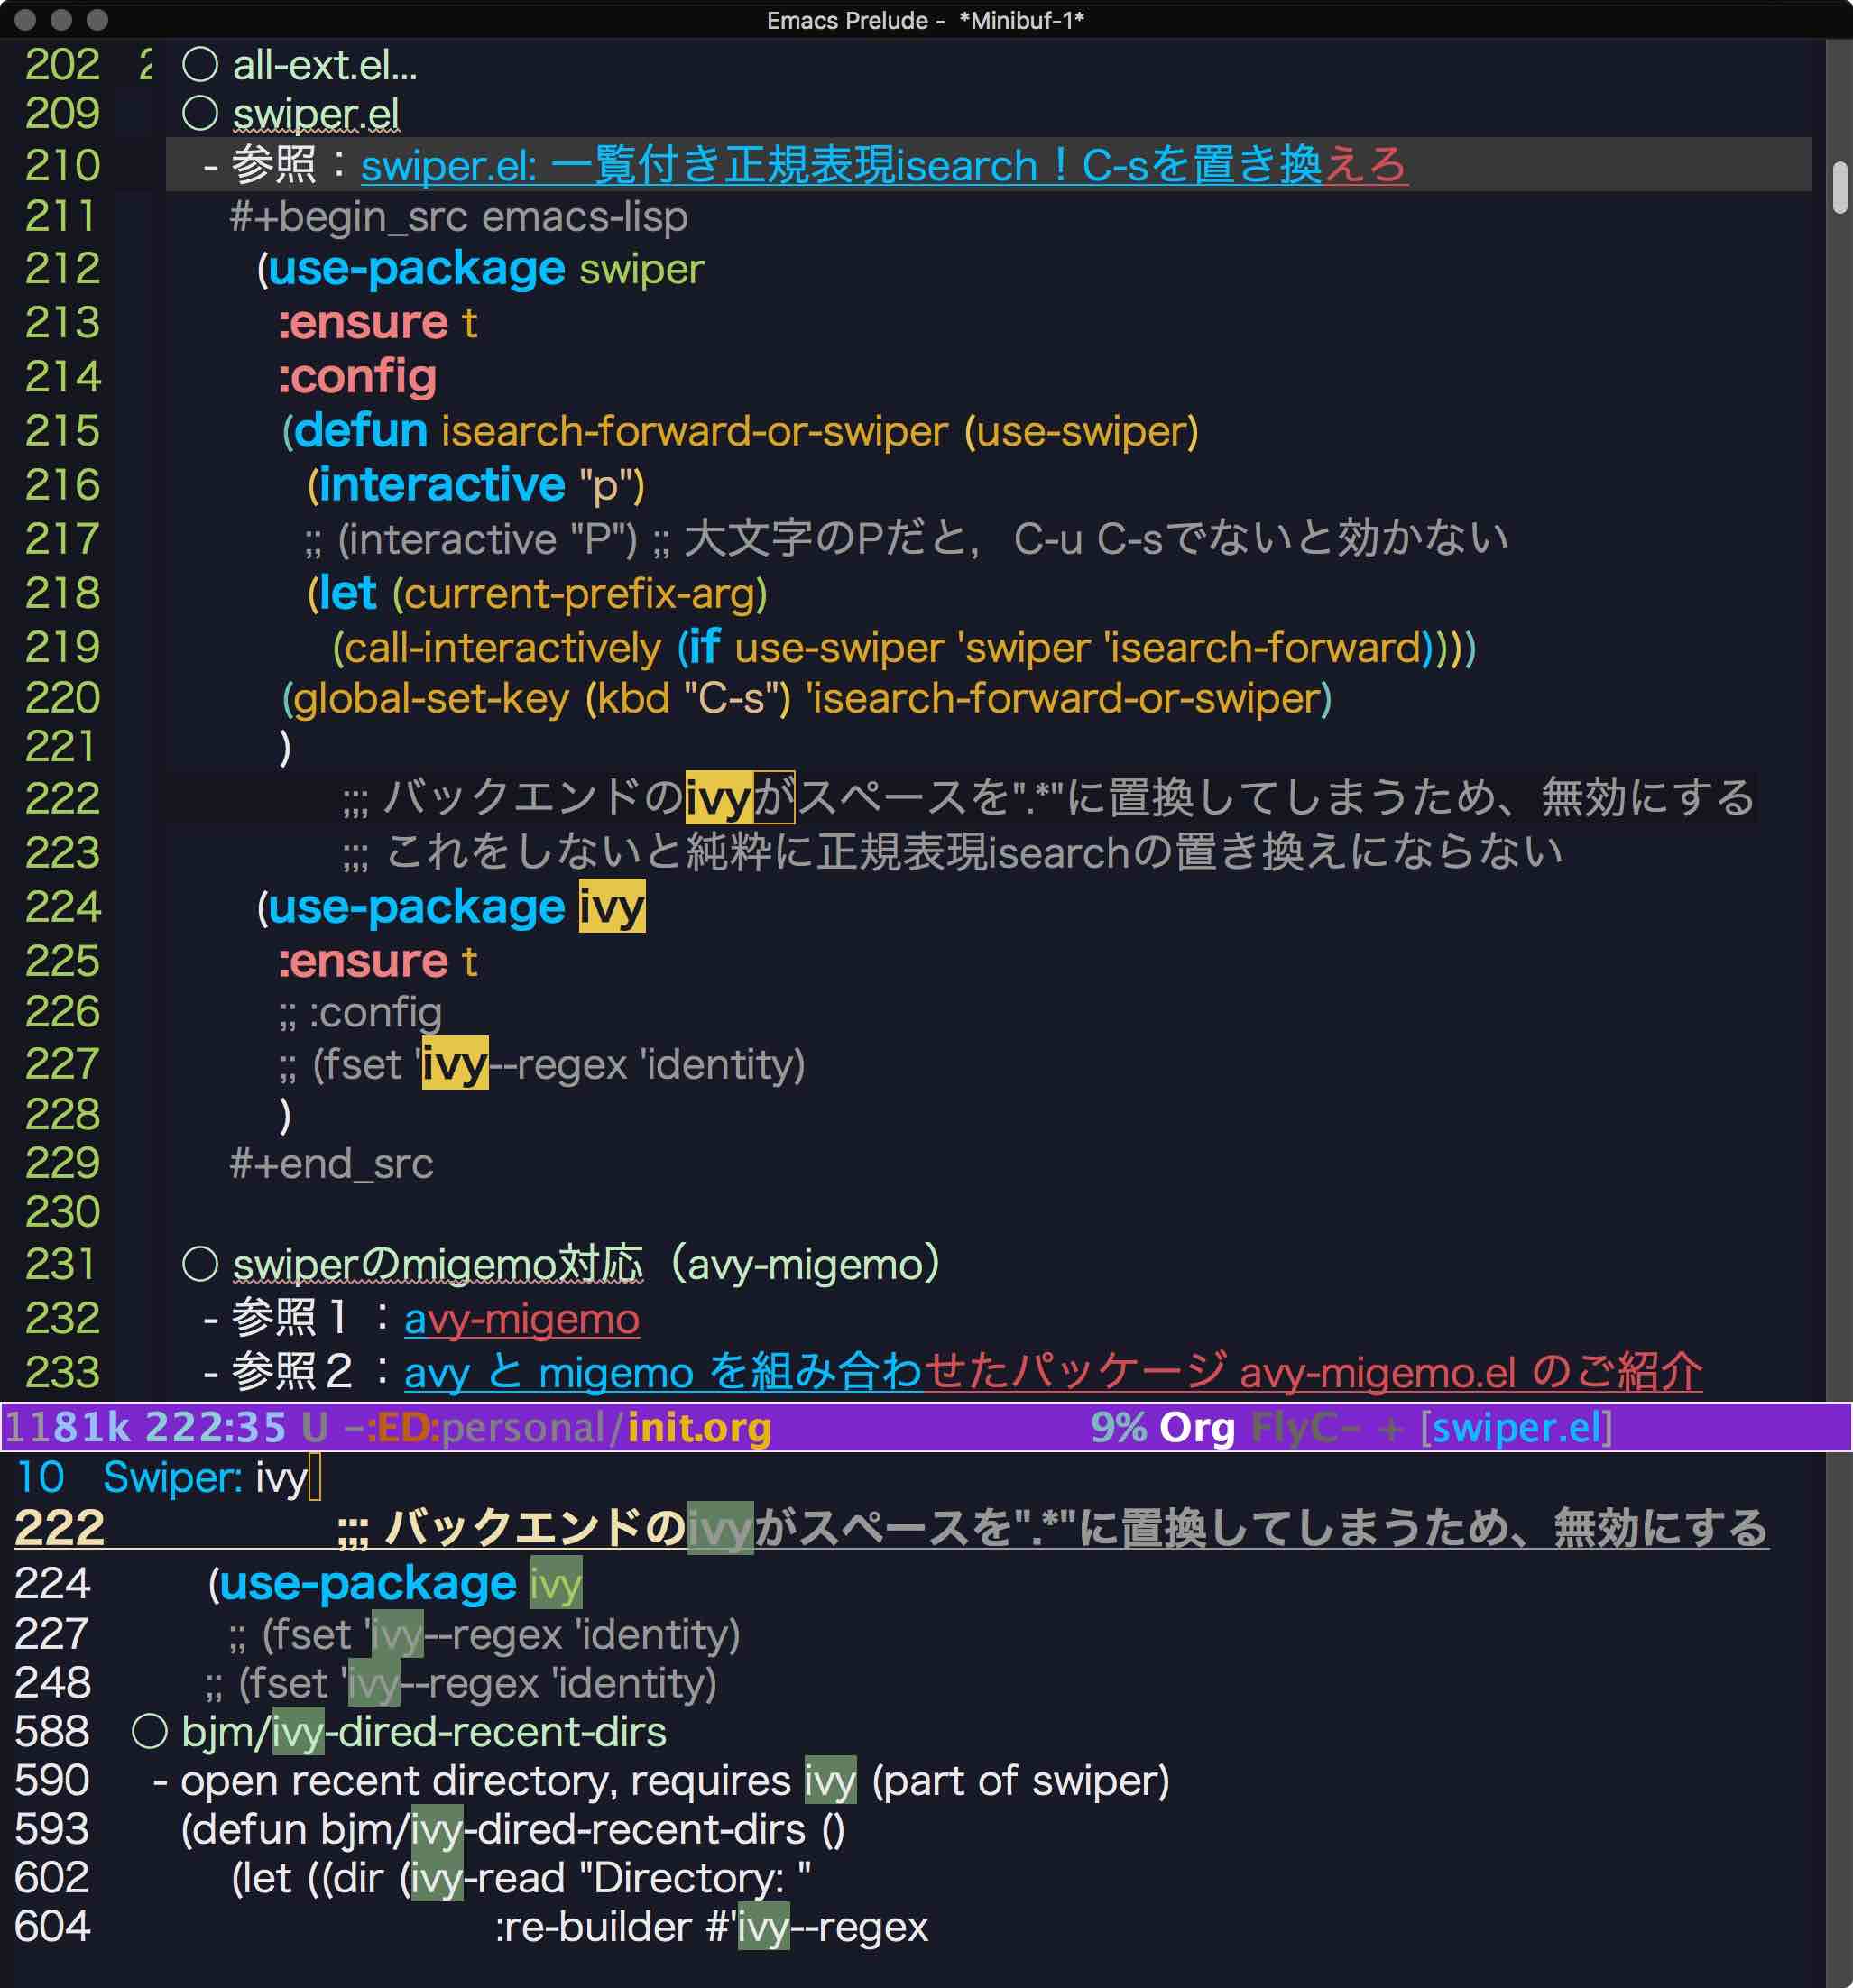 Emacs Prelude - *Minibuf-1*
202 2 ○ all-ext.el...
209 ○ swiper.el
210 - 参照：swiper.el: 一覧付き正規表現isearch！C-sを置き換えろ
211 #+begin_src emacs-lisp
212 (use-package swiper
213 :ensure t
214 :config
215 (defun isearch-forward-or-swiper (use-swiper)
216 (interactive "p")
217 ;; (interactive "P") ;; 大文字のPだと，C-u C-sでないと効かない
218 (let (current-prefix-arg)
219 (call-interactively (if use-swiper 'swiper 'isearch-forward))))
220 (global-set-key (kbd "C-s") 'isearch-forward-or-swiper)
221 )
222 ;;; バックエンドのivyがスペースを".*"に置換してしまうため、無効にする
223 ;;; これをしないと純粋に正規表現isearchの置き換えにならない
224 (use-package ivy
225 :ensure t
226 ;; :config
227 ;; (fset 'ivy--regex 'identity)
228 )
229 #+end_src
230
231 ○ swiperのmigemo対応（avy-migemo）
232 - 参照１：avy-migemo
233 - 参照２：avy と migemo を組み合わせたパッケージ avy-migemo.el のご紹介
1181k 222:35 U -:ED:personal/init.org 9% Org FlyC- + [swiper.el]
10 Swiper: ivy
222 ;;; バックエンドのivyがスペースを".*"に置換してしまうため、無効にする
224 (use-package ivy
227 ;; (fset 'ivy--regex 'identity)
248 ;; (fset 'ivy--regex 'identity)
588 ○ bjm/ivy-dired-recent-dirs
590 - open recent directory, requires ivy (part of swiper)
593 (defun bjm/ivy-dired-recent-dirs ()
602 (let ((dir (ivy-read "Directory: "
604 :re-builder #'ivy--regex